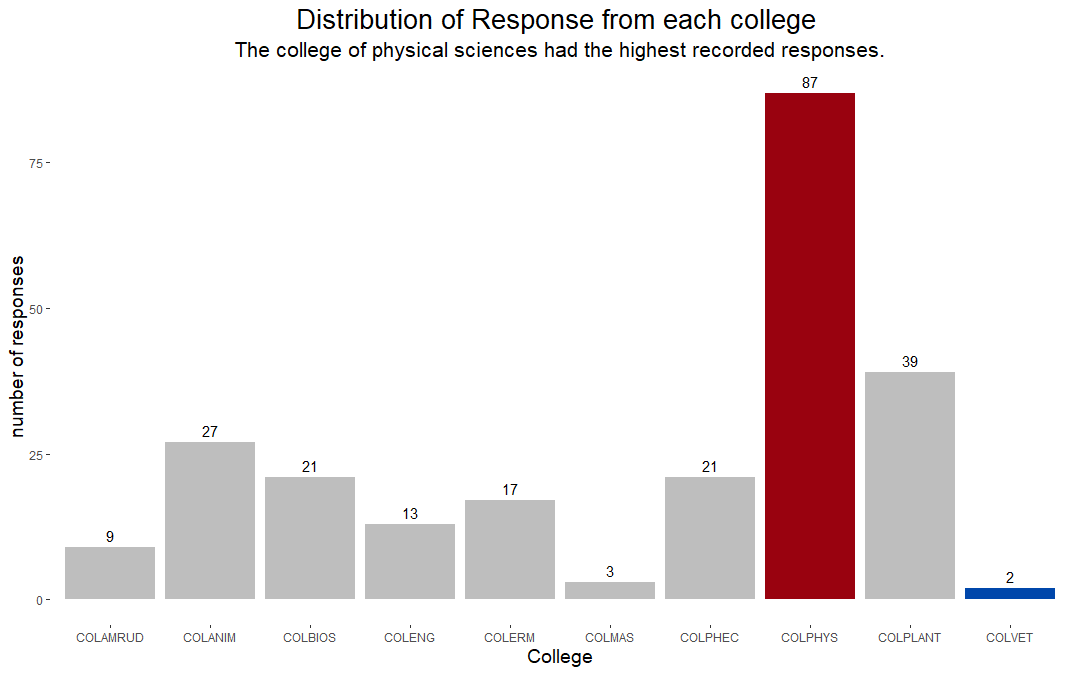 Distribution of Response from each college
The college of physical sciences had the highest recorded responses.
87
75
50
39
27
25
21
21
17
13
9
3
2
0
number of responses
COLAMRUD COLANIM COLBIOS COLENG COLERM COLMAS COLPHEC COLPHYS COLPLANT COLVET
College